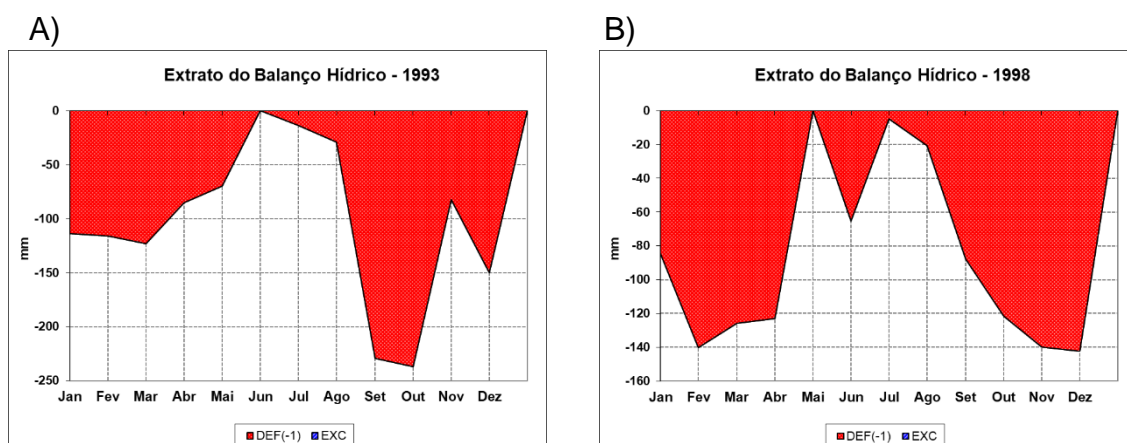 A)
Extrato do Balanço Hídrico - 1993
0
-50
-100
-150
-200
-250
mm
Jan Fev Mar Abr Mai Jun Jul Ago Set Out Nov Dez
DEF(-1) EXC
B)
Extrato do Balanço Hídrico - 1998
0
-20
-40
-60
-80
-100
-120
-140
-160
mm
Jan Fev Mar Abr Mai Jun Jul Ago Set Out Nov Dez
DEF(-1) EXC